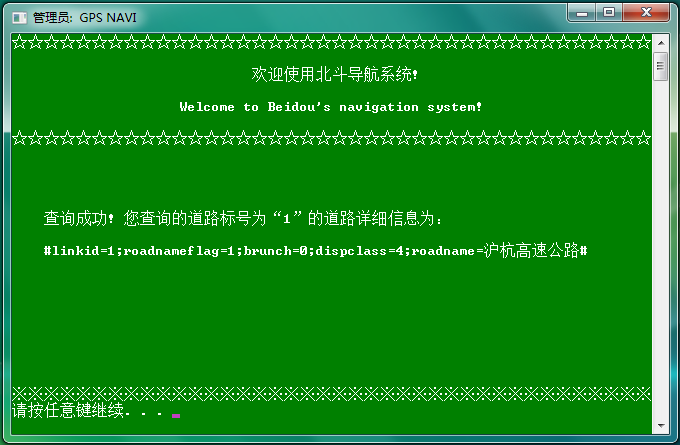 管理员: GPS NAVI
☆☆☆☆☆☆☆☆☆☆☆☆☆☆☆☆☆☆☆☆☆☆☆☆☆☆☆☆☆☆☆☆☆☆☆☆☆☆☆☆
欢迎使用北斗导航系统!
Welcome to Beidou's navigation system!
☆☆☆☆☆☆☆☆☆☆☆☆☆☆☆☆☆☆☆☆☆☆☆☆☆☆☆☆☆☆☆☆☆☆☆☆☆☆☆☆
查询成功! 您查询的道路标号为“1”的道路详细信息为:
#linkid=1;roadnameflag=1;brunch=0;dispclass=4;roadname=沪杭高速公路#
※※※※※※※※※※※※※※※※※※※※※※※※※※※※※※※※※※※※※※※※
请按任意键继续. . .